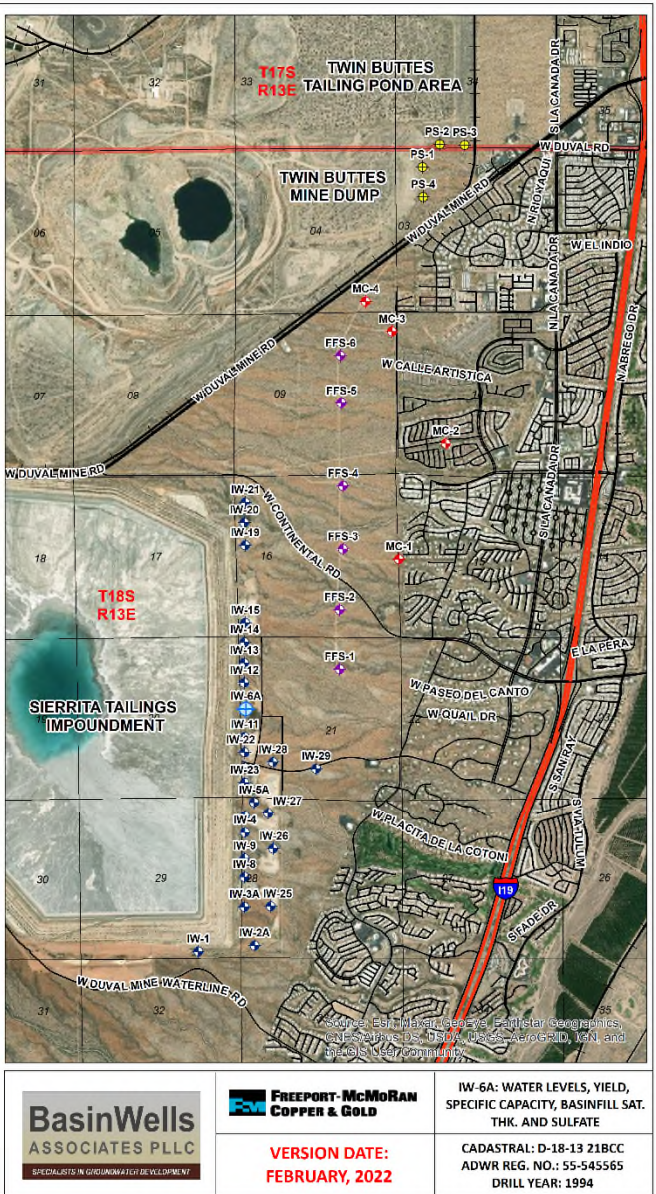 31
32
33
T17S
R13E
TWIN BUTTES
TAILING POND AREA
34
S LA CANADA DR
35
PS-2
PS-3
W DUVAL RD
PS-1
TWIN BUTTES
MINE DUMP
PS-4
W DUVAL MINE RD
N RIO YAQUI
06
05
04
03
W EL INDIO
N LA CANADA DR
N ABREGO DR
MC-4
MC-3
FFS-6
W CALLE ARTISTICA
W DUVAL MINE RD
FFS-5
07
08
09
MC-2
W DUVAL MINE RD
FFS-4
S LA CANADA DR
IW-21
IW-20
W CONTINENTAL RD
IW-19
FFS-3
MC-1
18
17
16
T18S
R13E
FFS-2
IW-15
IW-14
IW-13
E LA PERA
IW-12
FFS-1
W PASEO DEL CANTO
IW-6A
SIERRITA TAILINGS
IMPOUNDMENT
W QUAIL DR
23
IW-11
21
IW-22
IW-28
IW-29
S SAN RAY
IW-23
IW-5A
IW-27
S VIA TULUM
IW-4
W PLACITA DE LA COTONI
IW-9
IW-26
IW-8
30
29
28
27
26
I19
IW-3A
IW-25
S FADE DR
IW-1
IW-2A
W DUVAL MINE WATERLINE RD
31
32
35
Source: Esri, Maxar, GeoEye, Earthstar Geographics,
CNES/Airbus DS, USDA, USGS, AeroGRID, IGN, and
the GIS User Community
BasinWells
ASSOCIATES PLLC
SPECIALISTS IN GROUNDWATER DEVELOPMENT
FREEPORT-MCMORAN
COPPER & GOLD
VERSION DATE:
FEBRUARY, 2022
IW-6A: WATER LEVELS, YIELD,
SPECIFIC CAPACITY, BASINFILL SAT.
THK. AND SULFATE
CADASTRAL: D-18-13 21BCC
ADWR REG. NO.: 55-545565
DRILL YEAR: 1994